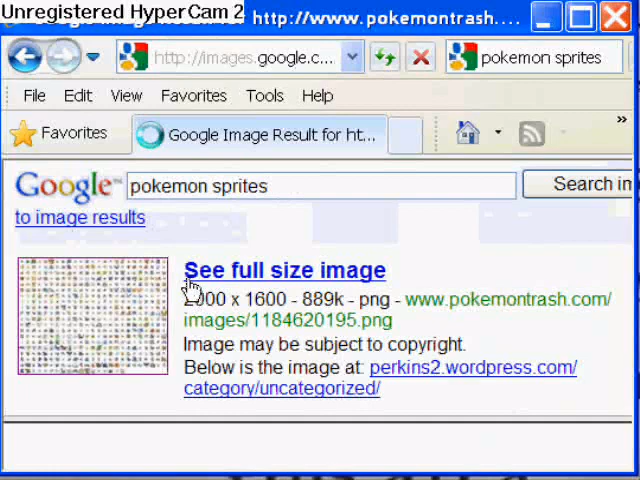 Unregistered HyperCam 2
http://www.pokemontrash....
http://images.google.c...
pokemon sprites
File Edit View Favorites Tools Help
Favorites
Google Image Result for ht...
»
Google™ pokemon sprites Search im
to image results
See full size image
2000 x 1600 - 889k - png - www.pokemontrash.com/
images/1184620195.png
Image may be subject to copyright.
Below is the image at: perkins2.wordpress.com/
category/uncategorized/